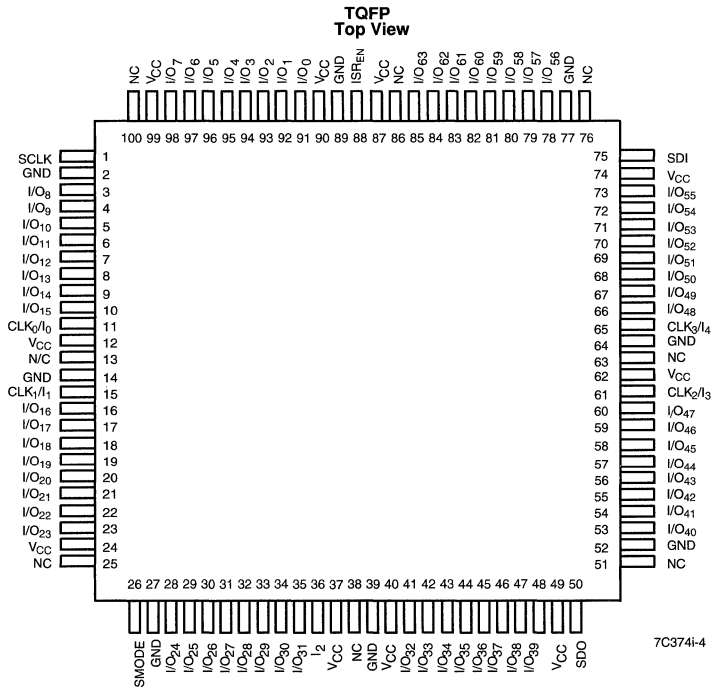 TQFP
Top View
NC VCC I/O7 I/O6 I/O5 I/O4 I/O3 I/O2 I/O1 I/O0 VCC GND ISREN VCC NC I/O63 I/O62 I/O61 I/O60 I/O59 I/O58 I/O57 I/O56 GND NC
100 99 98 97 96 95 94 93 92 91 90 89 88 87 86 85 84 83 82 81 80 79 78 77 76
SCLK 1 75 SDI
GND 2 74 VCC
I/O8 3 73 I/O55
I/O9 4 72 I/O54
I/O10 5 71 I/O53
I/O11 6 70 I/O52
I/O12 7 69 I/O51
I/O13 8 68 I/O50
I/O14 9 67 I/O49
I/O15 10 66 I/O48
CLK0/I0 11 65 CLK3/I4
VCC 12 64 GND
N/C 13 63 NC
GND 14 62 VCC
CLK1/I1 15 61 CLK2/I3
I/O16 16 60 I/O47
I/O17 17 59 I/O46
I/O18 18 58 I/O45
I/O19 19 57 I/O44
I/O20 20 56 I/O43
I/O21 21 55 I/O42
I/O22 22 54 I/O41
I/O23 23 53 I/O40
VCC 24 52 GND
NC 25 51 NC
26 27 28 29 30 31 32 33 34 35 36 37 38 39 40 41 42 43 44 45 46 47 48 49 50
SMODE GND I/O24 I/O25 I/O26 I/O27 I/O28 I/O29 I/O30 I/O31 I2 VCC NC GND VCC I/O32 I/O33 I/O34 I/O35 I/O36 I/O37 I/O38 I/O39 VCC SDO
7C374i-4